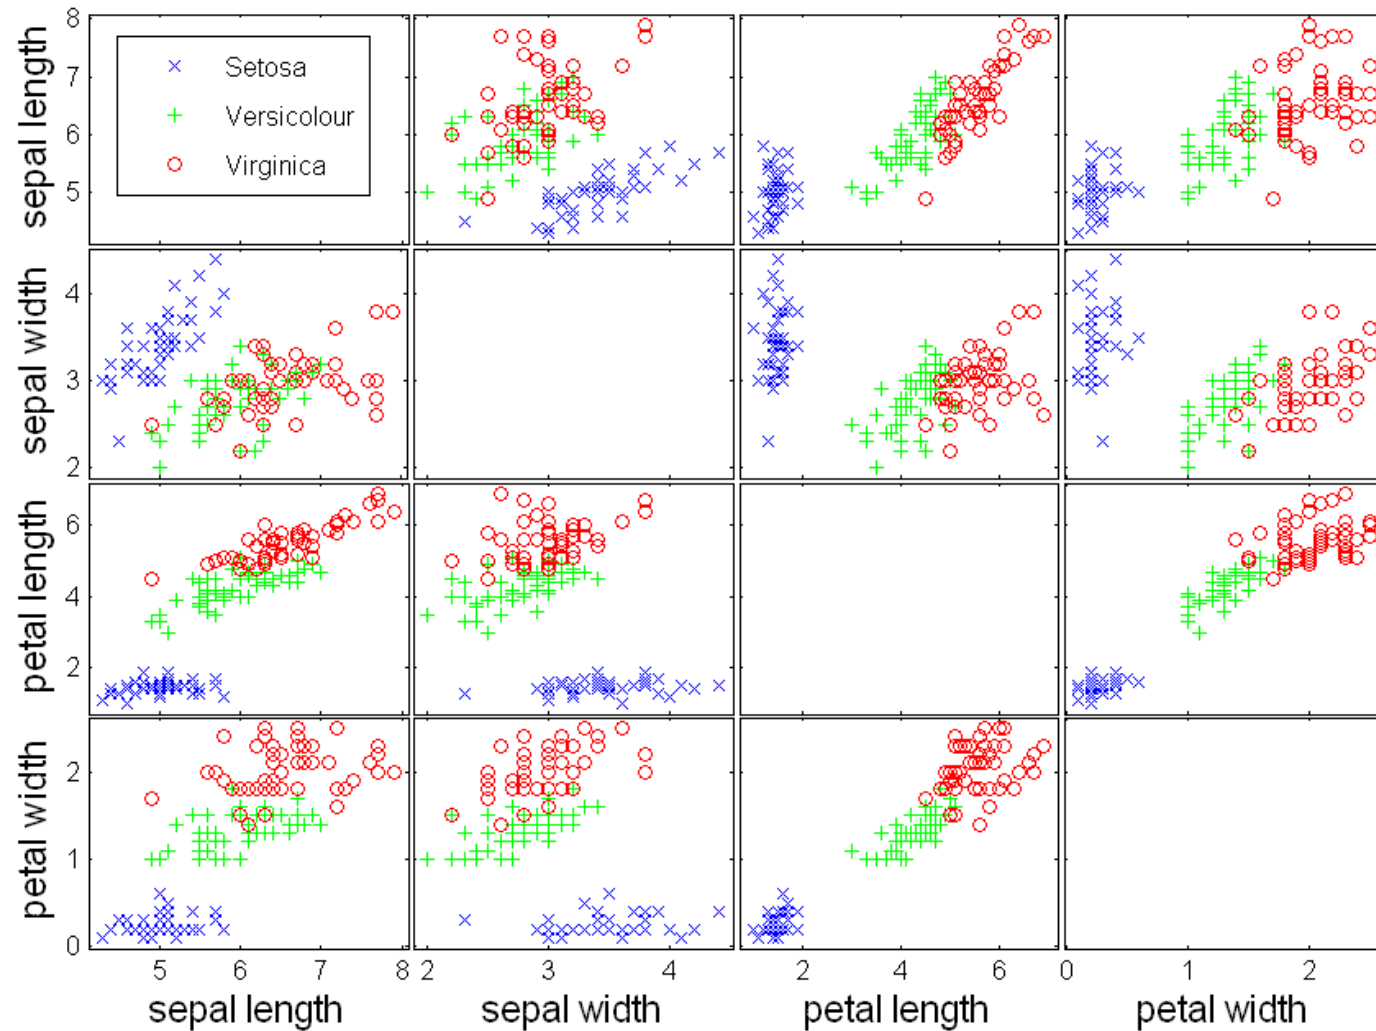 sepal length
8
7
6
5
Setosa
Versicolour
Virginica
sepal width
4
3
2
petal length
6
4
2
petal width
2
1
0
5 6 7 8 2 3 4 2 4 6 0 1 2
sepal length sepal width petal length petal width